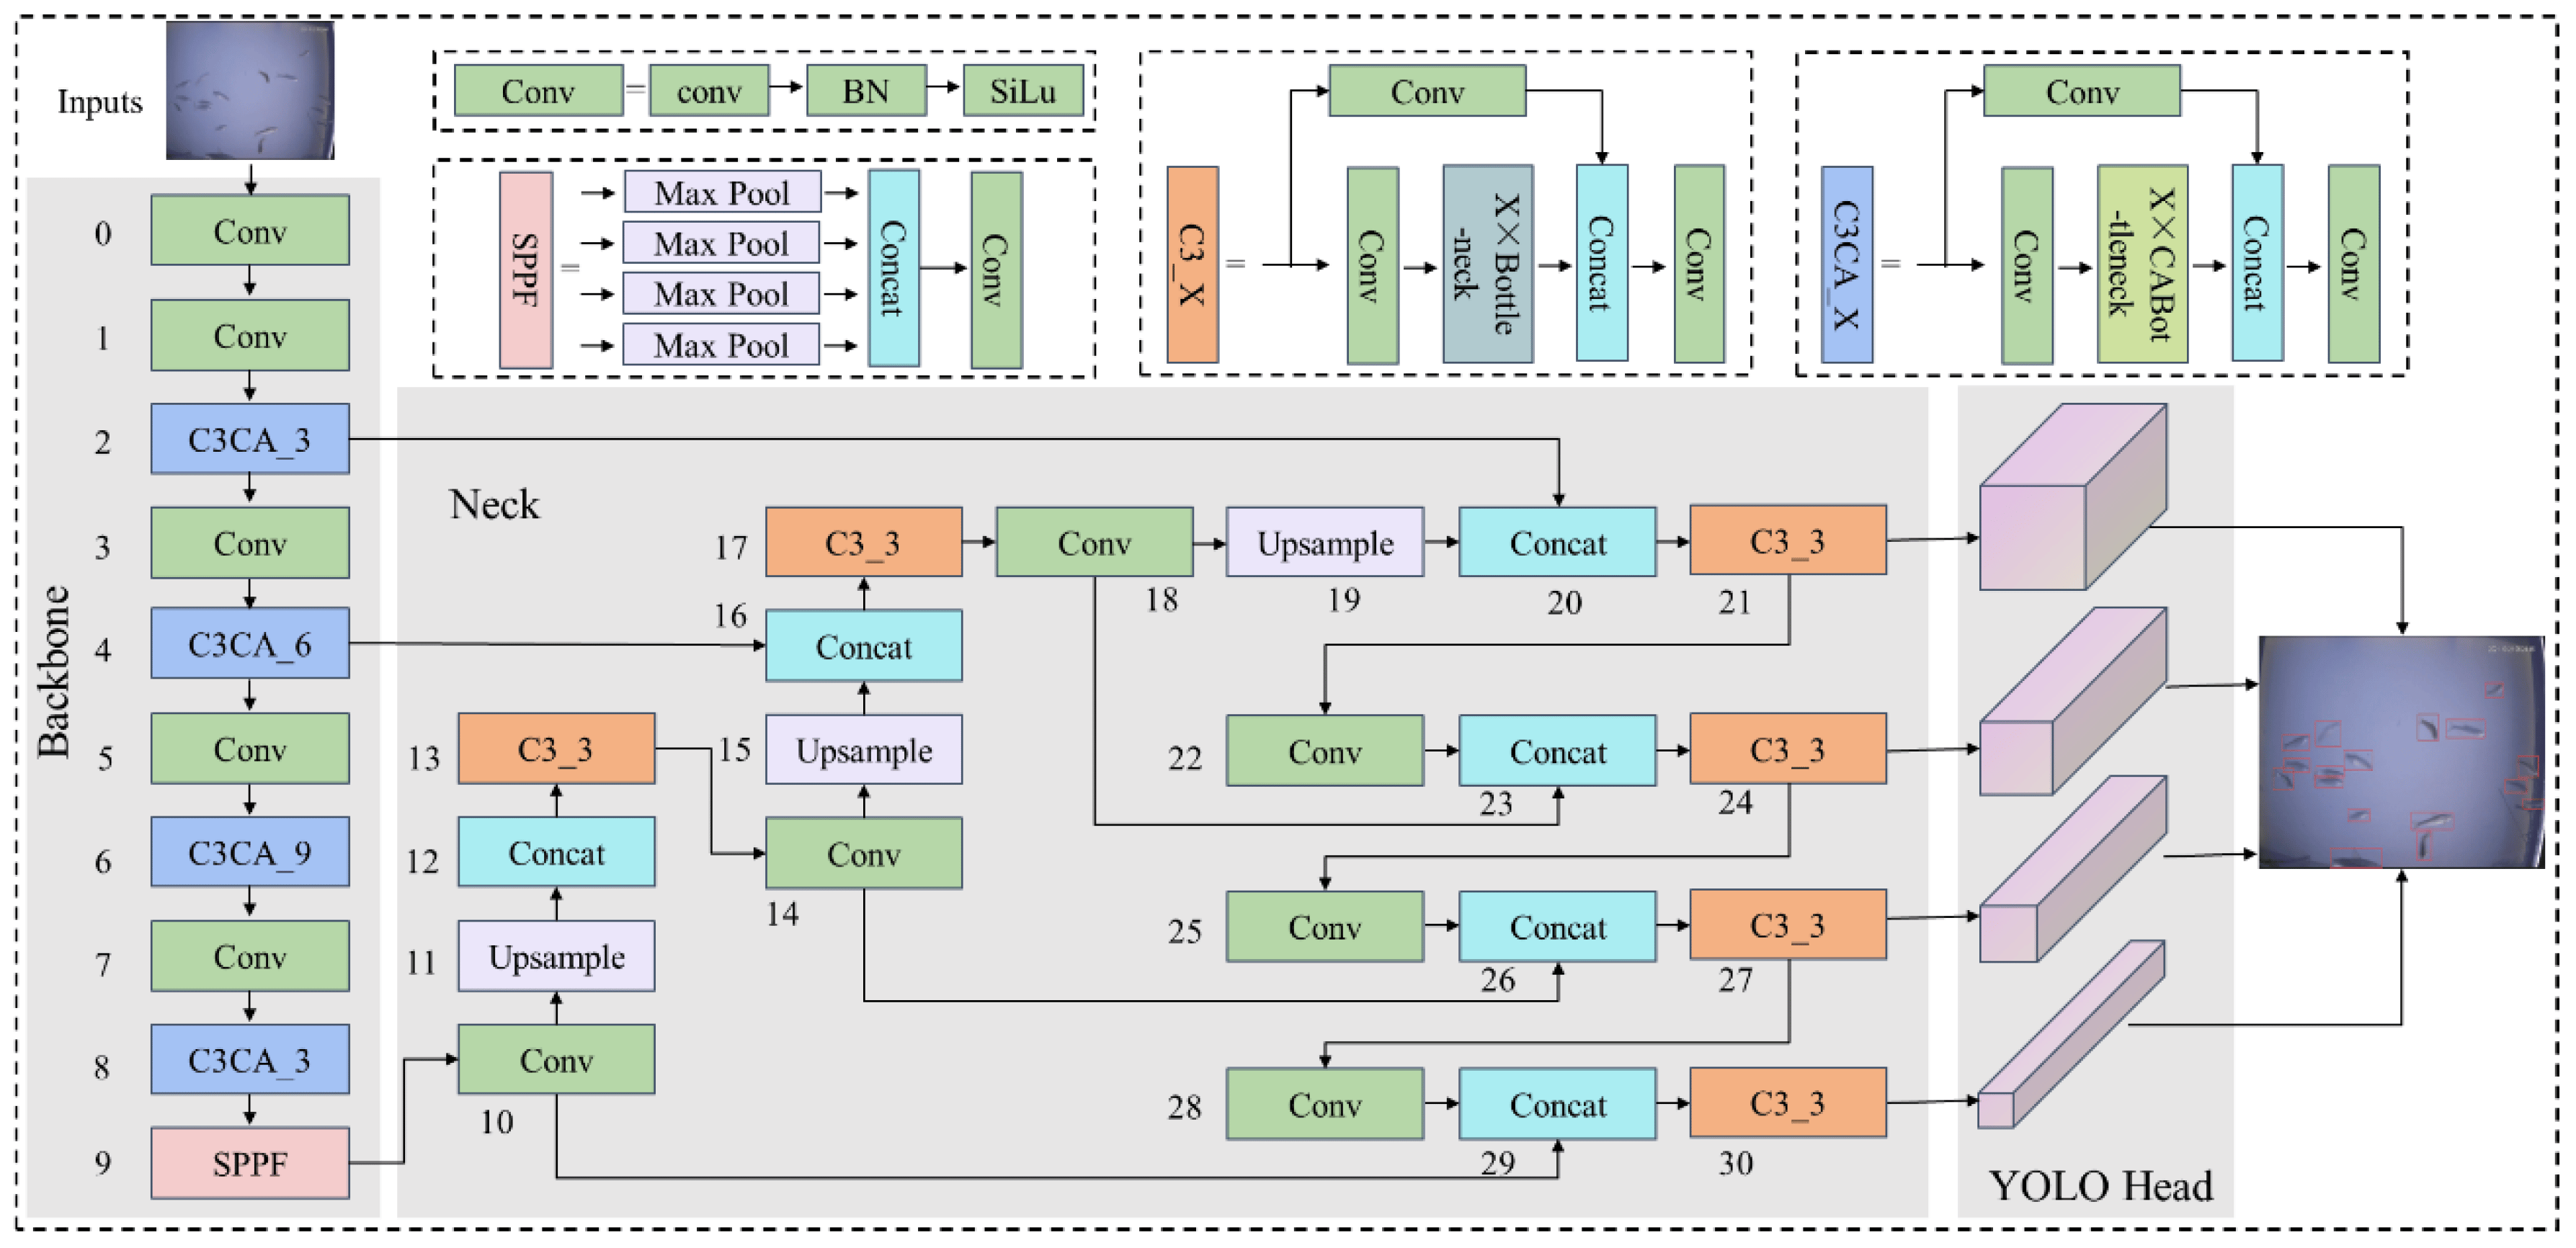 Inputs
Conv = conv BN SiLu
SPPF =
Max Pool
Max Pool
Max Pool
Max Pool
Concat
Conv
C3_X =
Conv
Conv
X×Bottle
-neck
Concat
Conv
C3CA_X =
Conv
Conv
X×CABot
-tleneck
Concat
Conv
Backbone
0 Conv
1 Conv
2 C3CA_3
3 Conv
4 C3CA_6
5 Conv
6 C3CA_9
7 Conv
8 C3CA_3
9 SPPF
Neck
Conv
10
11 Upsample
12 Concat
13 C3_3
Conv
14
15 Upsample
16 Concat
17 C3_3
Conv Upsample Concat C3_3
18 19 20 21
22 Conv Concat C3_3
23 24
25 Conv Concat C3_3
26 27
28 Conv Concat C3_3
29 30
YOLO Head